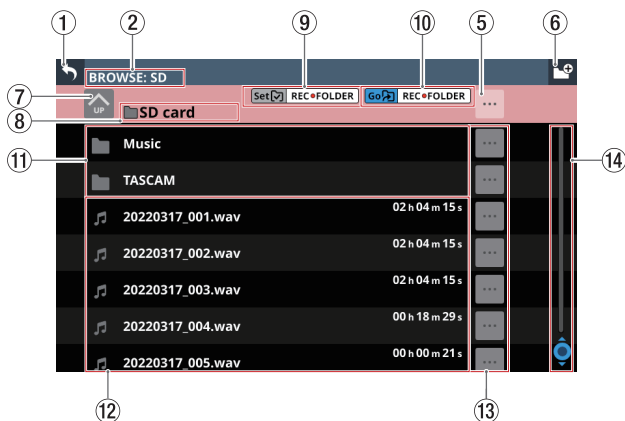 ① ② ⑨ ⑩ ⑤ ⑥
BROWSE: SD
⑦ UP Set REC●FOLDER Go REC●FOLDER ...
⑧ SD card
⑪ Music ... ⑭
TASCAM ...
20220317_001.wav 02 h 04 m 15 s ...
20220317_002.wav 02 h 04 m 15 s ...
20220317_003.wav 02 h 04 m 15 s ...
20220317_004.wav 00 h 18 m 29 s ...
20220317_005.wav 00 h 00 m 21 s ...
⑫ ⑬